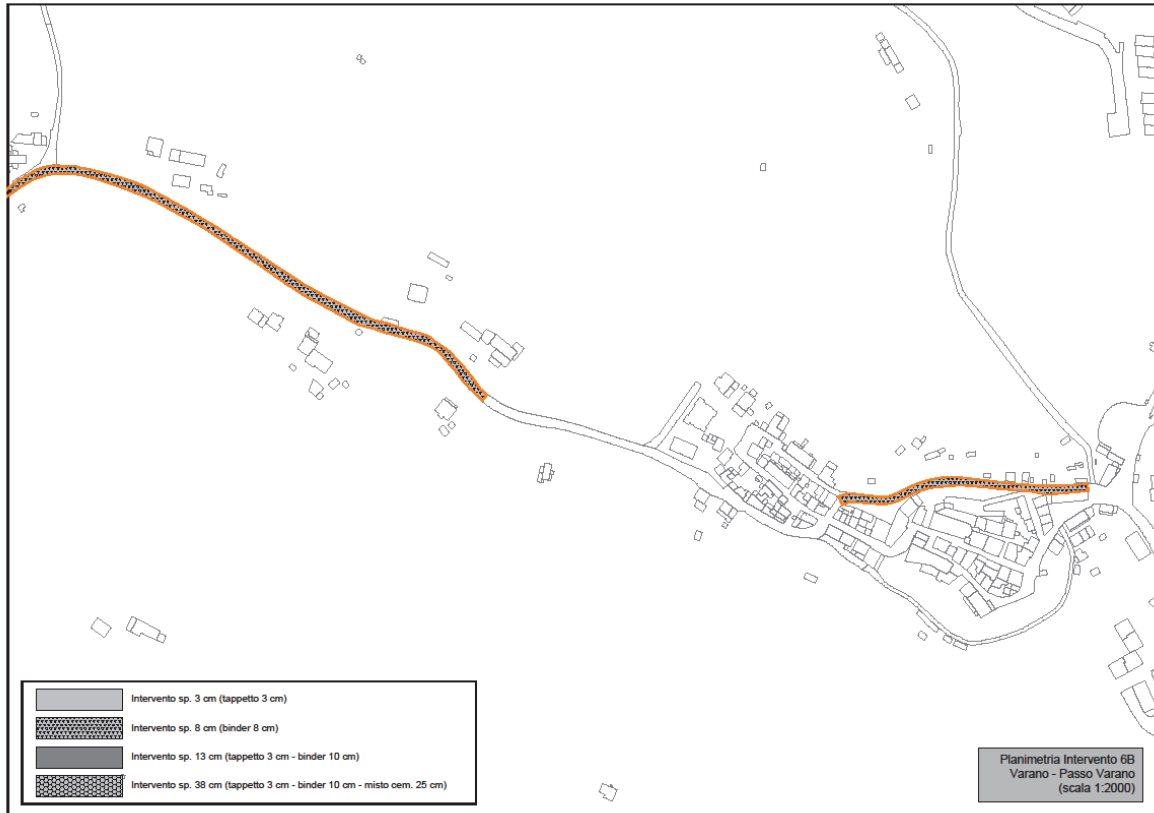 Intervento sp. 3 cm (tappetto 3 cm)
Intervento sp. 8 cm (binder 8 cm)
Intervento sp. 13 cm (tappetto 3 cm - binder 10 cm)
Intervento sp. 38 cm (tappetto 3 cm - binder 10 cm - misto cem. 25 cm)
Planimetria Intervento 6B
Varano - Passo Varano
(scala 1:2000)